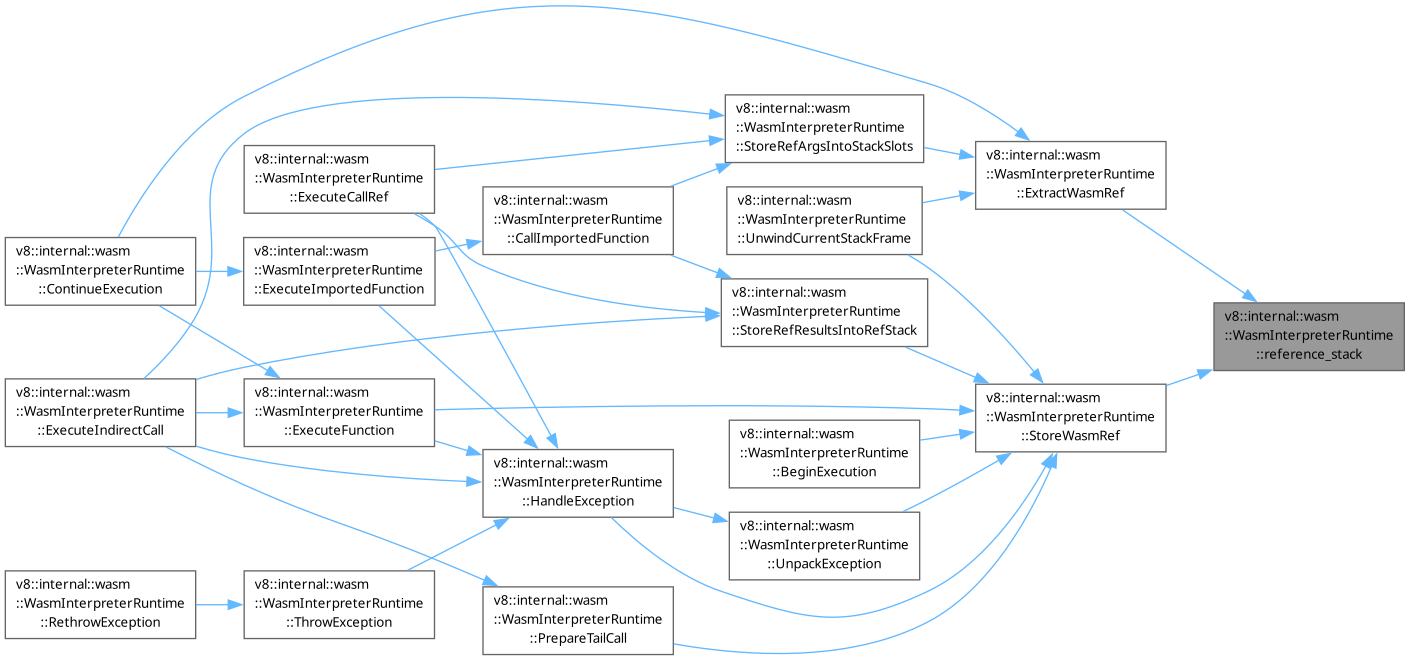 v8::internal::wasm
::WasmInterpreterRuntime
::StoreRefArgsIntoStackSlots
v8::internal::wasm
::WasmInterpreterRuntime
::ExecuteCallRef
v8::internal::wasm
::WasmInterpreterRuntime
::ExtractWasmRef
v8::internal::wasm
::WasmInterpreterRuntime
::CallImportedFunction
v8::internal::wasm
::WasmInterpreterRuntime
::UnwindCurrentStackFrame
v8::internal::wasm
::WasmInterpreterRuntime
::ContinueExecution
v8::internal::wasm
::WasmInterpreterRuntime
::ExecuteImportedFunction
v8::internal::wasm
::WasmInterpreterRuntime
::StoreRefResultsIntoRefStack
v8::internal::wasm
::WasmInterpreterRuntime
::reference_stack
v8::internal::wasm
::WasmInterpreterRuntime
::ExecuteIndirectCall
v8::internal::wasm
::WasmInterpreterRuntime
::ExecuteFunction
v8::internal::wasm
::WasmInterpreterRuntime
::StoreWasmRef
v8::internal::wasm
::WasmInterpreterRuntime
::BeginExecution
v8::internal::wasm
::WasmInterpreterRuntime
::HandleException
v8::internal::wasm
::WasmInterpreterRuntime
::UnpackException
v8::internal::wasm
::WasmInterpreterRuntime
::RethrowException
v8::internal::wasm
::WasmInterpreterRuntime
::ThrowException
v8::internal::wasm
::WasmInterpreterRuntime
::PrepareTailCall